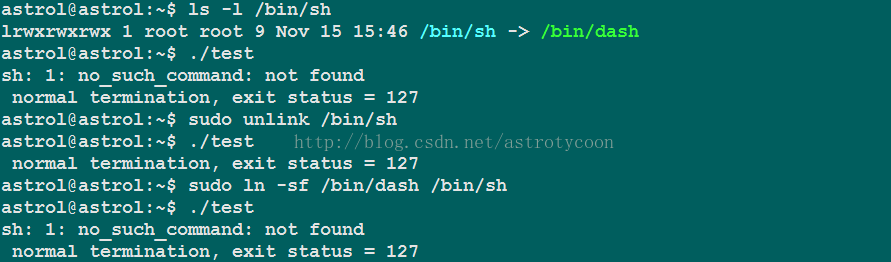 astrol@astrol:~$ ls -l /bin/sh
lrwxrwxrwx 1 root root 9 Nov 15 15:46 /bin/sh -> /bin/dash
astrol@astrol:~$ ./test
sh: 1: no_such_command: not found
 normal termination, exit status = 127
astrol@astrol:~$ sudo unlink /bin/sh
astrol@astrol:~$ ./test http://blog.csdn.net/astrotycoon
 normal termination, exit status = 127
astrol@astrol:~$ sudo ln -sf /bin/dash /bin/sh
astrol@astrol:~$ ./test
sh: 1: no_such_command: not found
 normal termination, exit status = 127